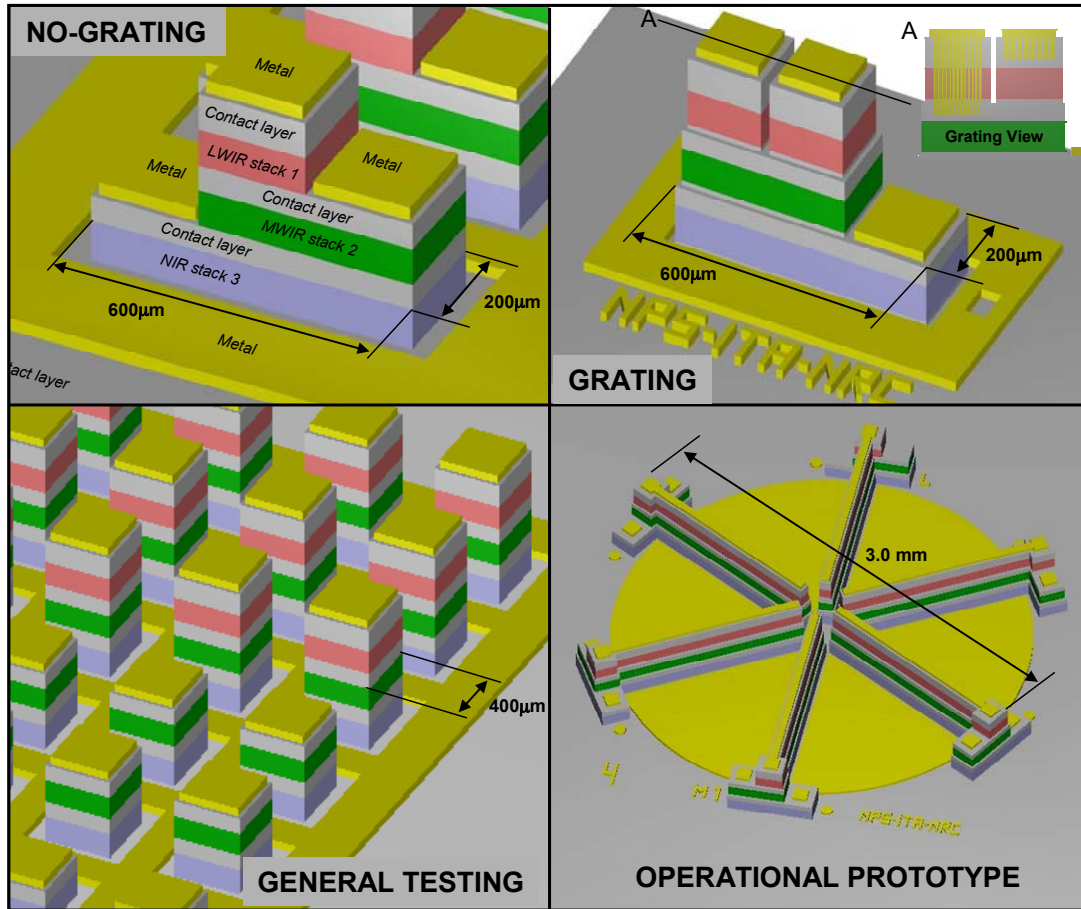 NO-GRATING
Metal
Contact layer
LWIR stack 1
Metal
Metal
Contact layer
MWIR stack 2
Contact layer
NIR stack 3
600µm
200µm
Metal
tact layer
A
A
Grating View
600µm
200µm
NPS-ITA-NRC
GRATING
400µm
GENERAL TESTING
3.0 mm
L
4
M1
NPS-ITA-NRC
OPERATIONAL PROTOTYPE